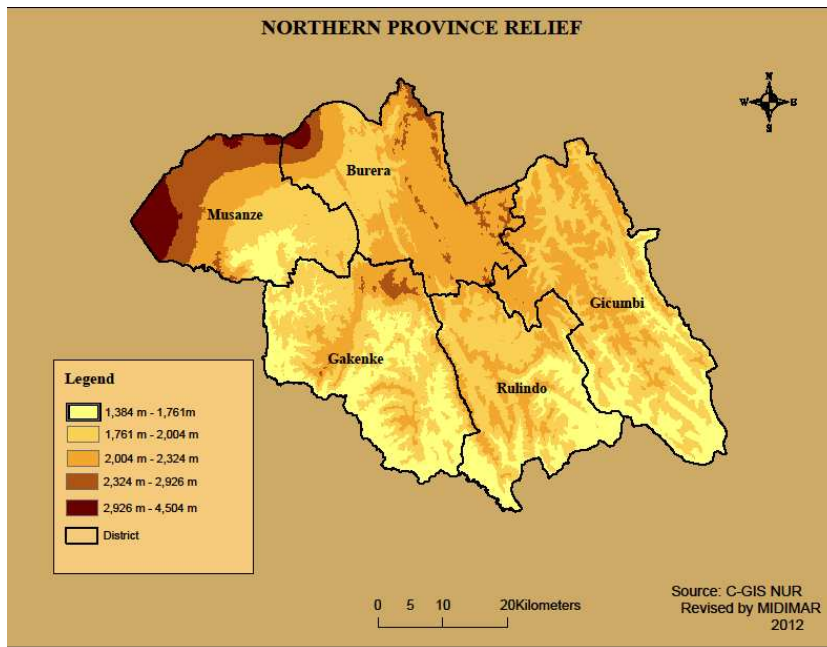 NORTHERN PROVINCE RELIEF
N
W E
S
Burera
Musanze
Gicumbi
Gakenke
Rulindo
Legend
1,384 m - 1,761m
1,761 m - 2,004 m
2,004 m - 2,324 m
2,324 m - 2,926 m
2,926 m - 4,504 m
District
0 5 10 20Kilometers
Source: C-GIS NUR
Revised by MIDIMAR
2012